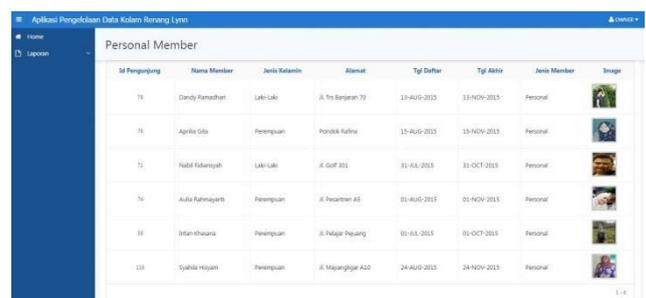 Aplikasi Pengelolaan Data Kolam Renang Lynn OWNER
Home
Laporan
Personal Member
Id Pengunjung Nama Member Jenis Kelamin Alamat Tgl Daftar Tgl Akhir Jenis Member Image
Dandy Ramadhan Laki-Laki Jl. Trs Banjaran 70 13-AUG-2015 13-NOV-2015 Personal
Aprilia Gita Perempuan Pondok Rafina 15-AUG-2015 15-NOV-2015 Personal
Nabil Fidiansyah Laki-Laki Jl. Golf 301 31-JUL-2015 31-OCT-2015 Personal
Aulia Rahmayanti Perempuan Jl. Pesantren A5 01-AUG-2015 01-NOV-2015 Personal
Intan Khasana Perempuan Jl. Pelajar Pejuang 01-JUL-2015 01-OCT-2015 Personal
Syahila Hisyam Perempuan Jl. A10 24-AUG-2015 24-NOV-2015 Personal